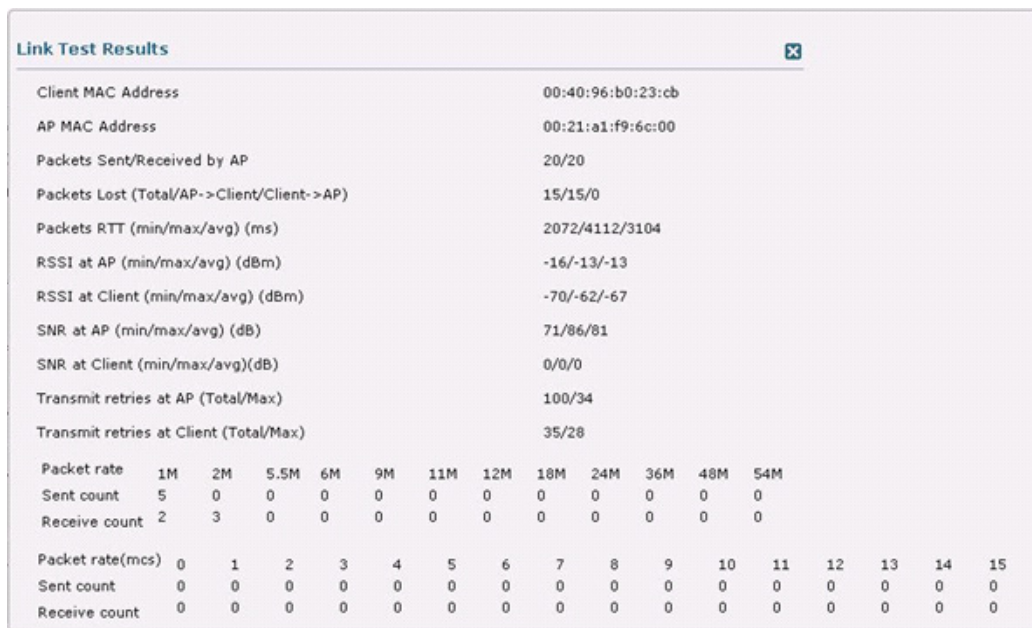 Link Test Results
Client MAC Address 00:40:96:b0:23:cb
AP MAC Address 00:21:a1:f9:6c:00
Packets Sent/Received by AP 20/20
Packets Lost (Total/AP->Client/Client->AP) 15/15/0
Packets RTT (min/max/avg) (ms) 2072/4112/3104
RSSI at AP (min/max/avg) (dBm) -16/-13/-13
RSSI at Client (min/max/avg) (dBm) -70/-62/-67
SNR at AP (min/max/avg) (dB) 71/86/81
SNR at Client (min/max/avg)(dB) 0/0/0
Transmit retries at AP (Total/Max) 100/34
Transmit retries at Client (Total/Max) 35/28
Packet rate 1M 2M 5.5M 6M 9M 11M 12M 18M 24M 36M 48M 54M
Sent count 5 0 0 0 0 0 0 0 0 0 0 0
Receive count 2 3 0 0 0 0 0 0 0 0 0 0
Packet rate(mcs) 0 1 2 3 4 5 6 7 8 9 10 11 12 13 14 15
Sent count 0 0 0 0 0 0 0 0 0 0 0 0 0 0 0 0
Receive count 0 0 0 0 0 0 0 0 0 0 0 0 0 0 0 0